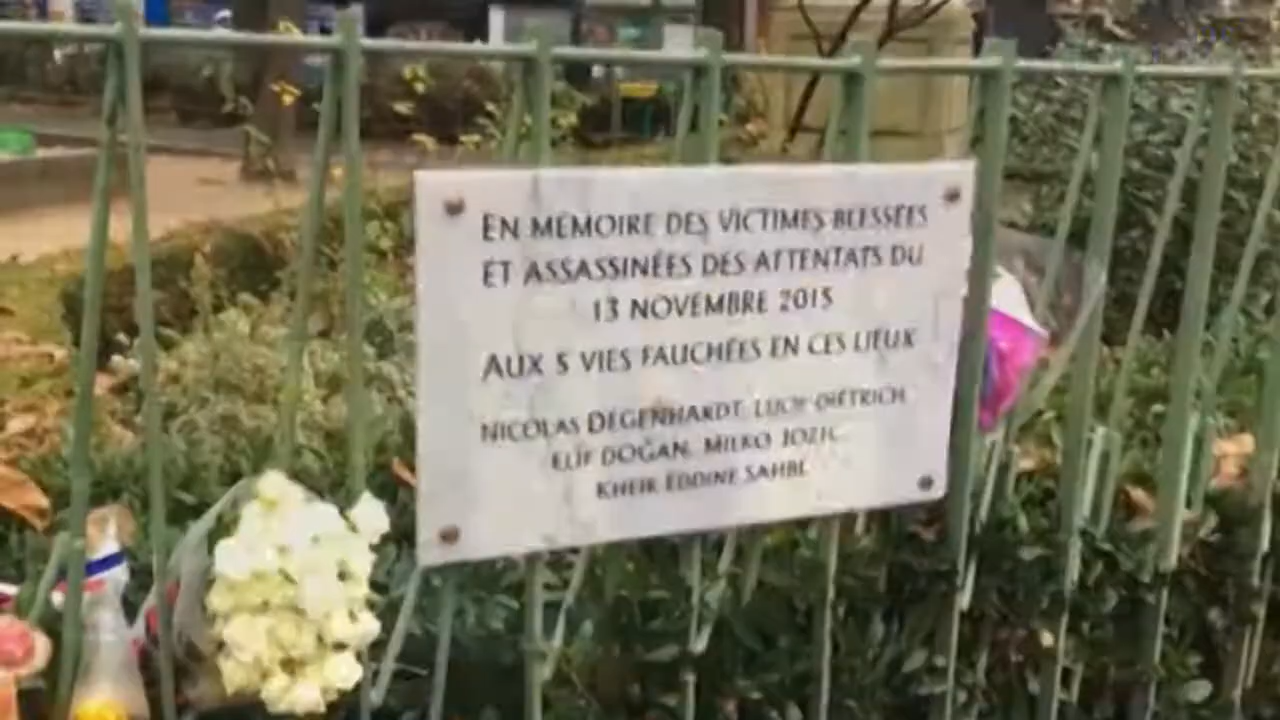 EN MÉMOIRE DES VICTIMES BLESSÉES
ET ASSASSINÉES DES ATTENTATS DU
13 NOVEMBRE 2015
AUX 5 VIES FAUCHÉES EN CES LIEUX
NICOLAS DEGENHARDT, LUCIE DIETRICH,
ELIF DOĞAN, MILKO JOZIC,
KHEIR EDDINE SAHBI